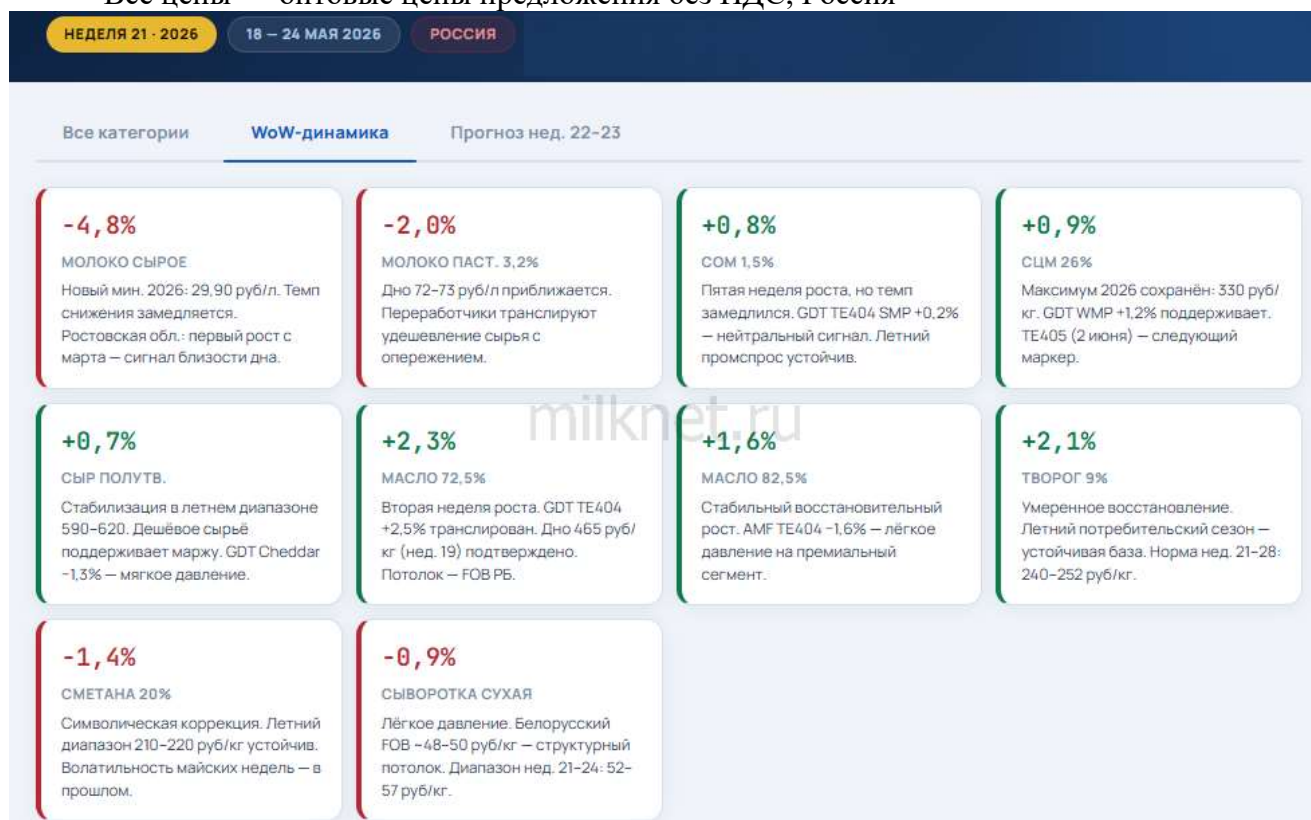 Все цены — оптовые цены предложения без НДС, Россия
НЕДЕЛЯ 21 · 2026
18 — 24 МАЯ 2026
РОССИЯ
Все категории
WoW-динамика
Прогноз нед. 22–23
-4,8%
МОЛОКО СЫРОЕ
Новый мин. 2026: 29,90 руб/л. Темп
снижения замедляется.
Ростовская обл.: первый рост с
марта — сигнал близости дна.
-2,0%
МОЛОКО ПАСТ. 3,2%
Дно 72–73 руб/л приближается.
Переработчики транслируют
удешевление сырья с
опережением.
+0,8%
СОМ 1,5%
Пятая неделя роста, но темп
замедлился. GDT TE404 SMP +0,2%
— нейтральный сигнал. Летний
промспрос устойчив.
+0,9%
СЦМ 26%
Максимум 2026 сохранён: 330 руб/
кг. GDT WMP +1,2% поддерживает.
TE405 (2 июня) — следующий
маркер.
+0,7%
СЫР ПОЛУТВ.
Стабилизация в летнем диапазоне
590–620. Дешёвое сырьё
поддерживает маржу. GDT Cheddar
−1,3% — мягкое давление.
+2,3%
МАСЛО 72,5%
Вторая неделя роста. GDT TE404
+2,5% транслирован. Дно 465 руб/
кг (нед. 19) подтверждено.
Потолок — FOB РБ.
+1,6%
МАСЛО 82,5%
Стабильный восстановительный
рост. AMF TE404 −1,6% — лёгкое
давление на премиальный
сегмент.
+2,1%
ТВОРОГ 9%
Умеренное восстановление.
Летний потребительский сезон —
устойчивая база. Норма нед. 21–28:
240–252 руб/кг.
-1,4%
СМЕТАНА 20%
Символическая коррекция. Летний
диапазон 210–220 руб/кг устойчив.
Волатильность майских недель — в
прошлом.
-0,9%
СЫВОРОТКА СУХАЯ
Лёгкое давление. Белорусский
FOB ~48–50 руб/кг — структурный
потолок. Диапазон нед. 21–24: 52–
57 руб/кг.
milknet.ru